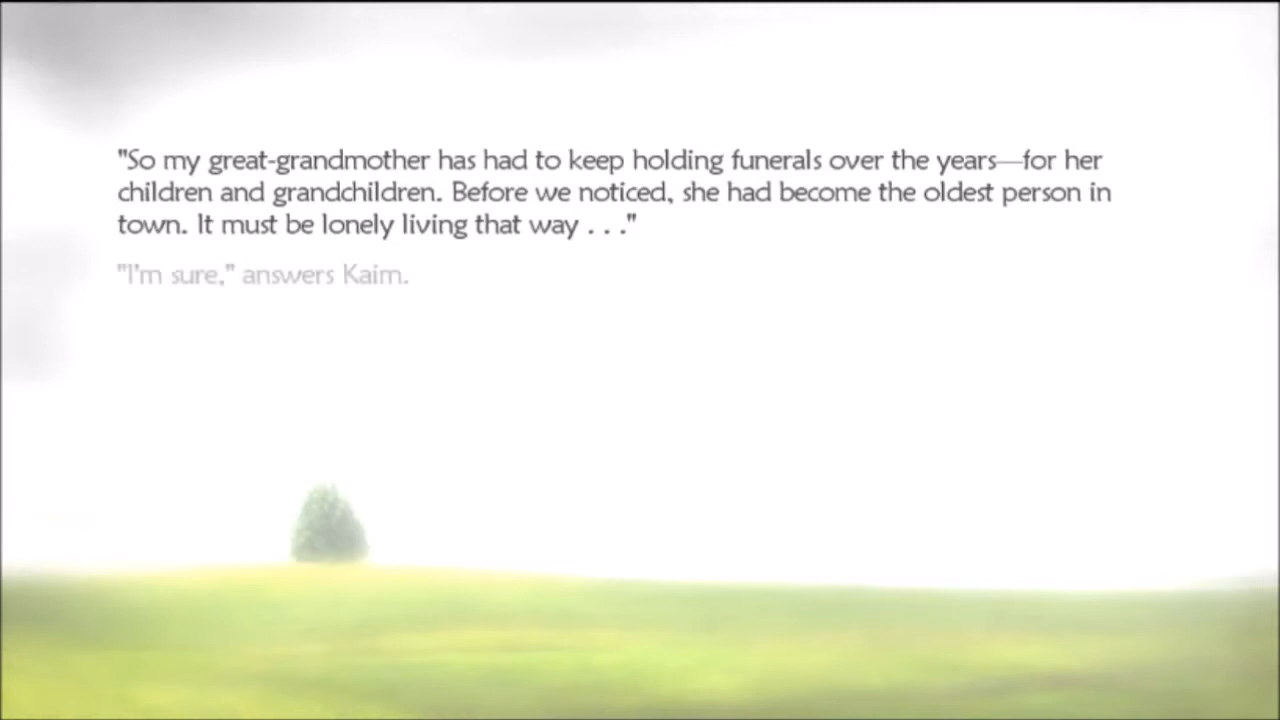 "So my great-grandmother has had to keep holding funerals over the years—for her
children and grandchildren. Before we noticed, she had become the oldest person in
town. It must be lonely living that way . . ."
"I'm sure," answers Kaim.